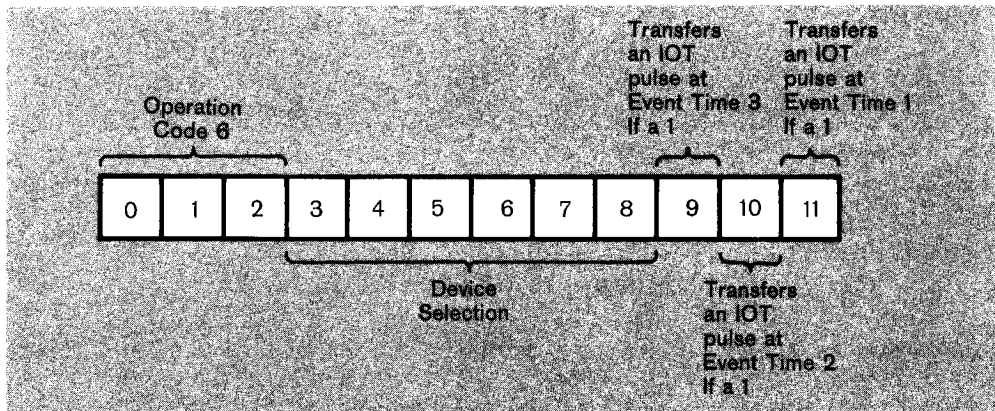 Transfers
an IOT
pulse at
Event Time 3
If a 1
Transfers
an IOT
pulse at
Event Time 1
If a 1
Operation
Code 6
0 1 2 3 4 5 6 7 8 9 10 11
Device
Selection
Transfers
an IOT
pulse at
Event Time 2
If a 1